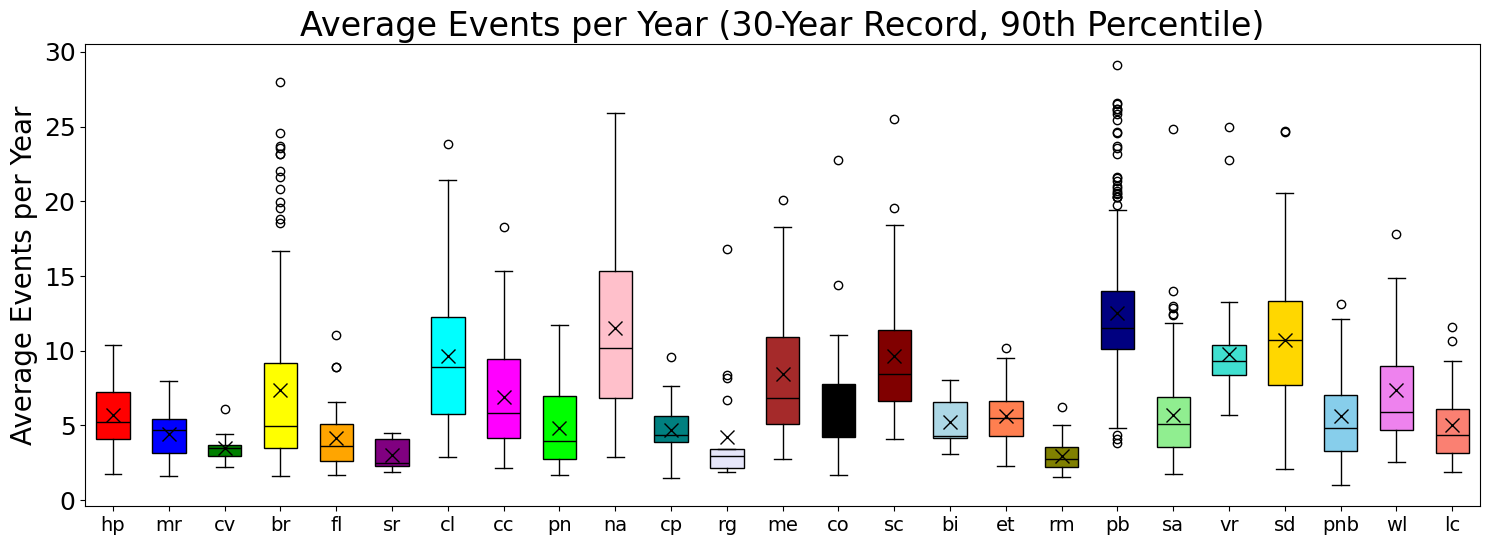 Average Events per Year (30-Year Record, 90th Percentile)
Average Events per Year
30
25
20
15
10
5
0
hp mr cv br fl sr cl cc pn na cp rg me co sc bi et rm pb sa vr sd pnb wl lc